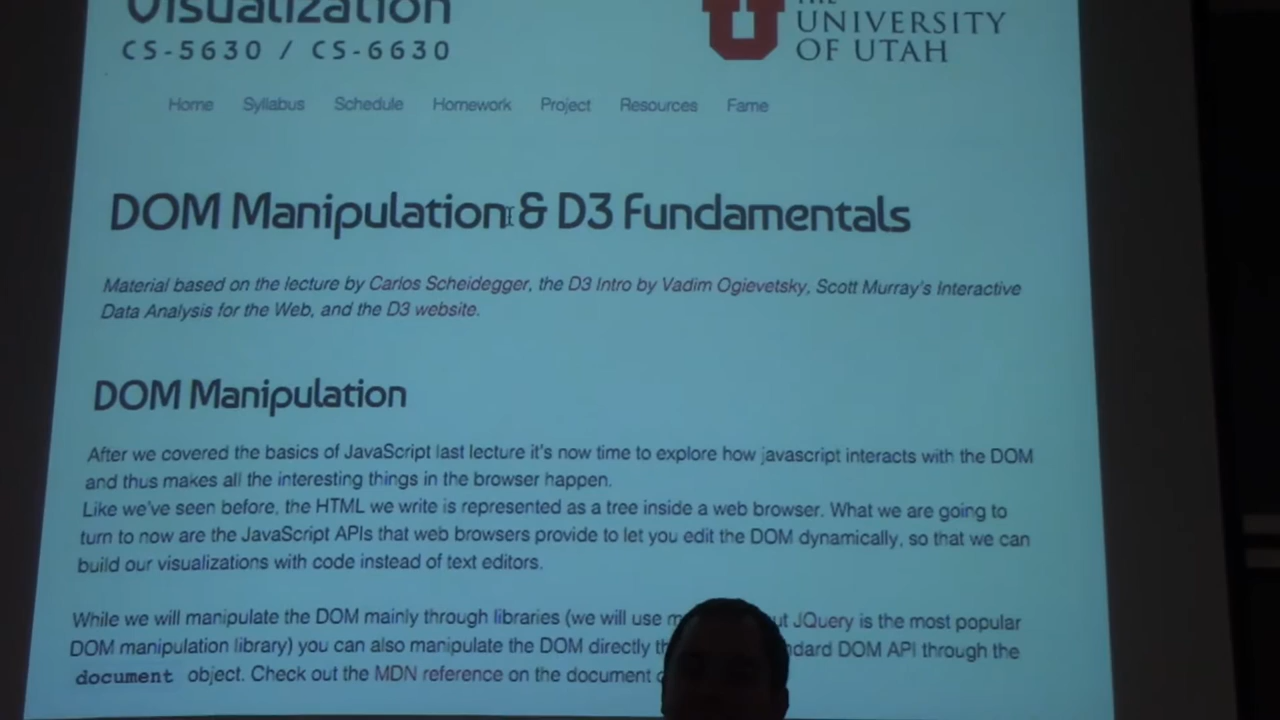 Visualization
CS-5630 / CS-6630
THE
UNIVERSITY
OF UTAH
Home Syllabus Schedule Homework Project Resources Fame
DOM Manipulation & D3 Fundamentals
Material based on the lecture by Carlos Scheidegger, the D3 Intro by Vadim Ogievetsky, Scott Murray's Interactive
Data Analysis for the Web, and the D3 website.
DOM Manipulation
After we covered the basics of JavaScript last lecture it's now time to explore how javascript interacts with the DOM
and thus makes all the interesting things in the browser happen.
Like we've seen before, the HTML we write is represented as a tree inside a web browser. What we are going to
turn to now are the JavaScript APIs that web browsers provide to let you edit the DOM dynamically, so that we can
build our visualizations with code instead of text editors.
While we will manipulate the DOM mainly through libraries (we will use JQuery is the most popular
DOM manipulation library) you can also manipulate the DOM directly DOM API through the
document object. Check out the MDN reference on the document